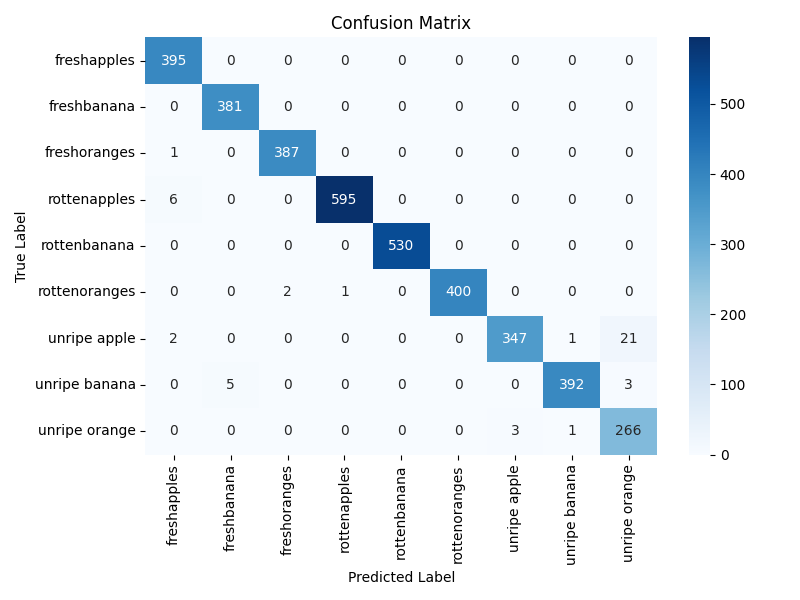 Confusion Matrix
freshapples 395 0 0 0 0 0 0 0 0
freshbanana 0 381 0 0 0 0 0 0 0
freshoranges 1 0 387 0 0 0 0 0 0
rottenapples 6 0 0 595 0 0 0 0 0
rottenbanana 0 0 0 0 530 0 0 0 0
rottenoranges 0 0 2 1 0 400 0 0 0
unripe apple 2 0 0 0 0 0 347 1 21
unripe banana 0 5 0 0 0 0 0 392 3
unripe orange 0 0 0 0 0 0 3 1 266
True Label
freshapples
freshbanana
freshoranges
rottenapples
rottenbanana
rottenoranges
unripe apple
unripe banana
unripe orange
Predicted Label
500
400
300
200
100
0